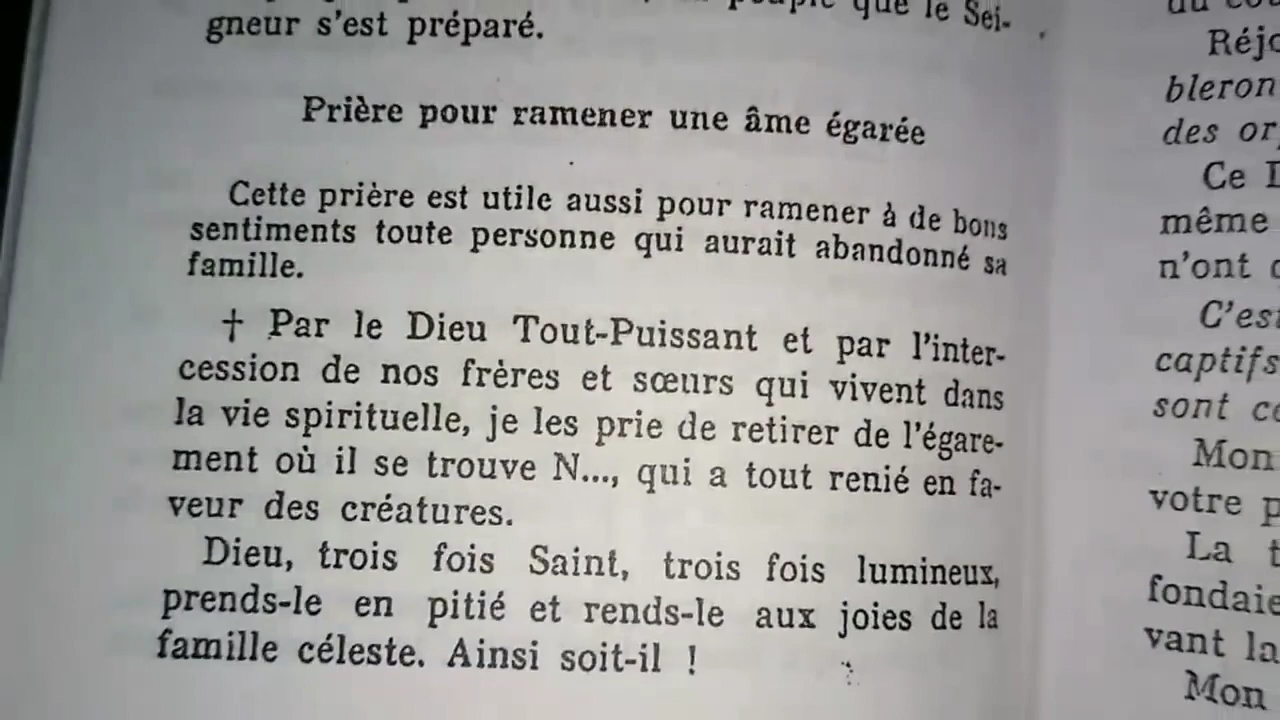 peuple que le Sei-
gneur s'est préparé.
Prière pour ramener une âme égarée
Cette prière est utile aussi pour ramener à de bons
sentiments toute personne qui aurait abandonné sa
famille.
† Par le Dieu Tout-Puissant et par l'inter-
cession de nos frères et sœurs qui vivent dans
la vie spirituelle, je les prie de retirer de l'égare-
ment où il se trouve N..., qui a tout renié en fa-
veur des créatures.
Dieu, trois fois Saint, trois fois lumineux,
prends-le en pitié et rends-le aux joies de la
famille céleste. Ainsi soit-il !
Réjo
bleron
des or
Ce
même
n'ont
C'est
captifs
sont
Mon
votre p
La t
fondaie
vant la
Mon